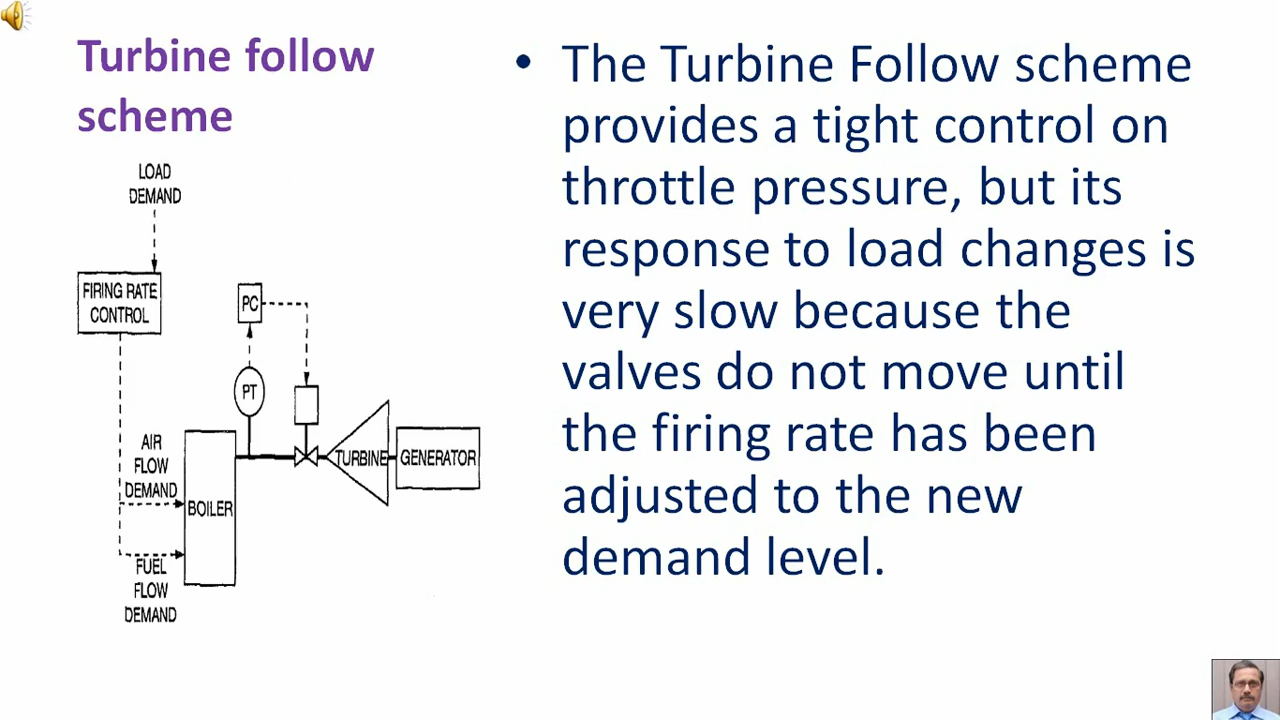 Turbine follow
scheme
LOAD
DEMAND
FIRING RATE
CONTROL
PC
PT
AIR
FLOW
DEMAND
BOILER
TURBINE
GENERATOR
FUEL
FLOW
DEMAND
• The Turbine Follow scheme
provides a tight control on
throttle pressure, but its
response to load changes is
very slow because the
valves do not move until
the firing rate has been
adjusted to the new
demand level.